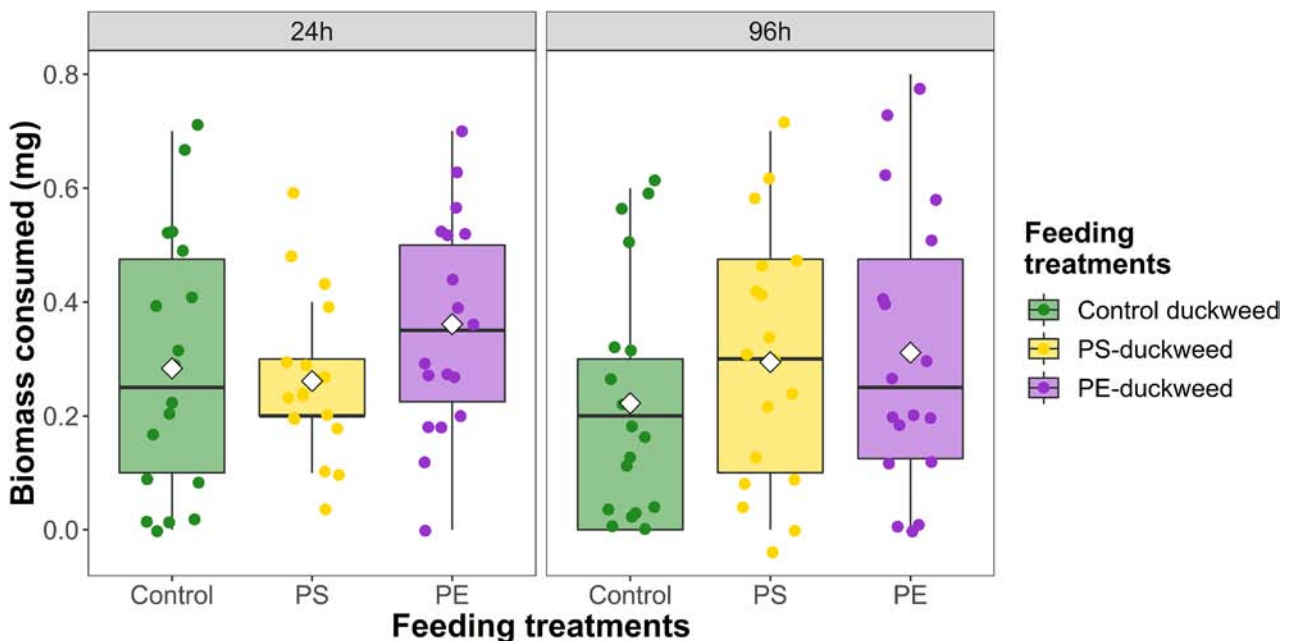 24h
96h
Biomass consumed (mg)
0.8
0.6
0.4
0.2
0.0
Control
PS
PE
Control
PS
PE
Feeding treatments
Feeding
treatments
Control duckweed
PS-duckweed
PE-duckweed